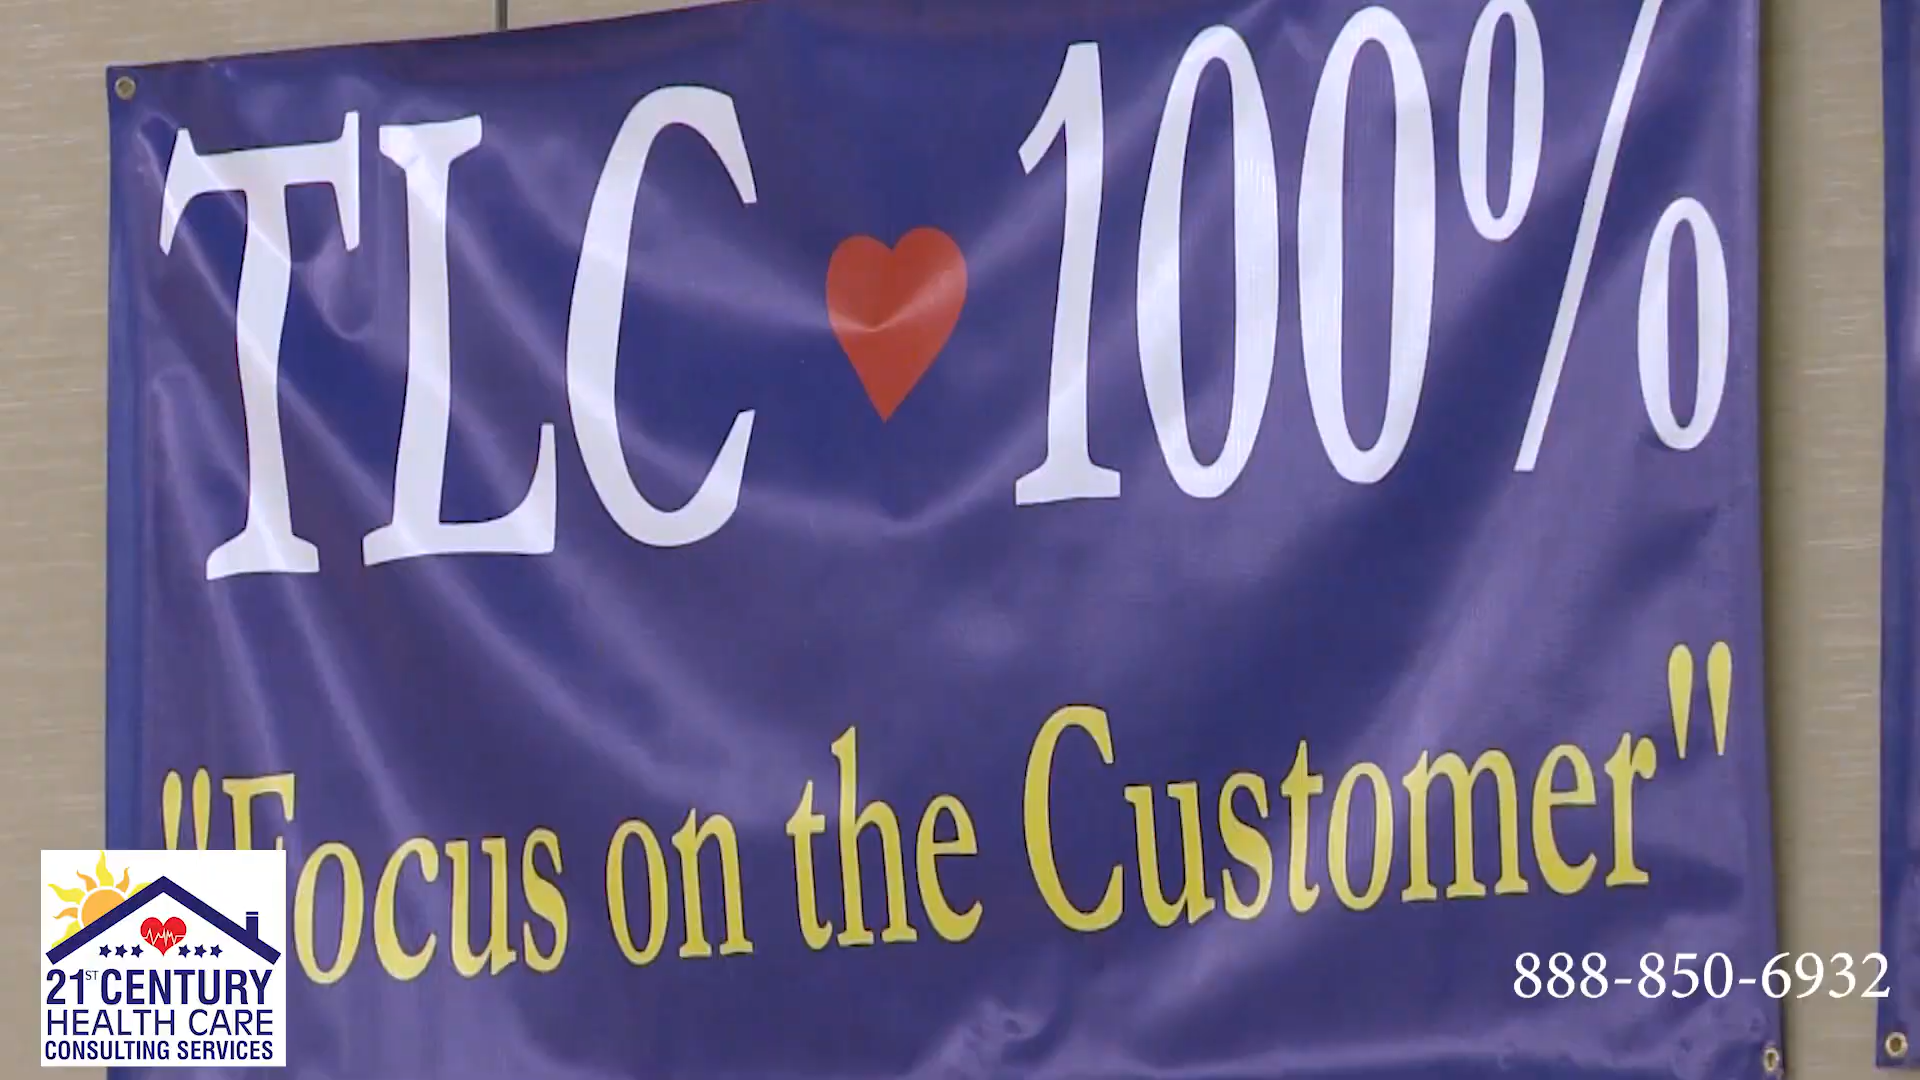 TLC ♥ 100%
"Focus on the Customer"
888-850-6932
21ST CENTURY
HEALTH CARE
CONSULTING SERVICES